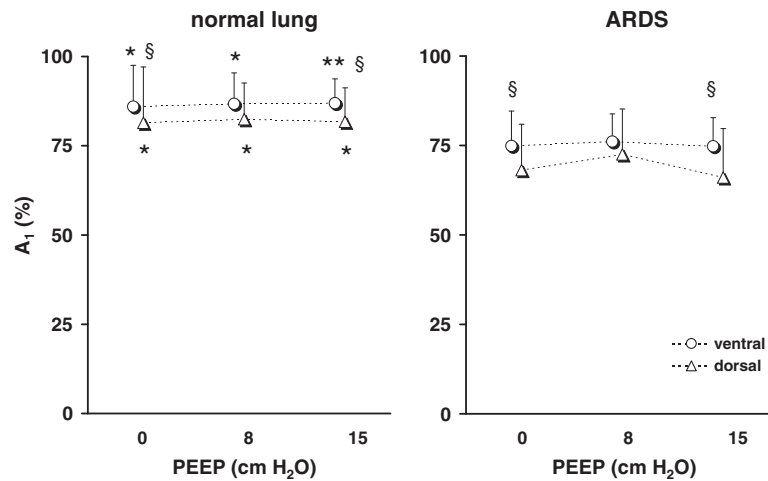 normal lung
ARDS
* §
*
** §
§
§
100
75
50
25
0
* * *
A1 (%)
0 8 15
PEEP (cm H2O)
100
75
50
25
0
ventral
dorsal
0 8 15
PEEP (cm H2O)